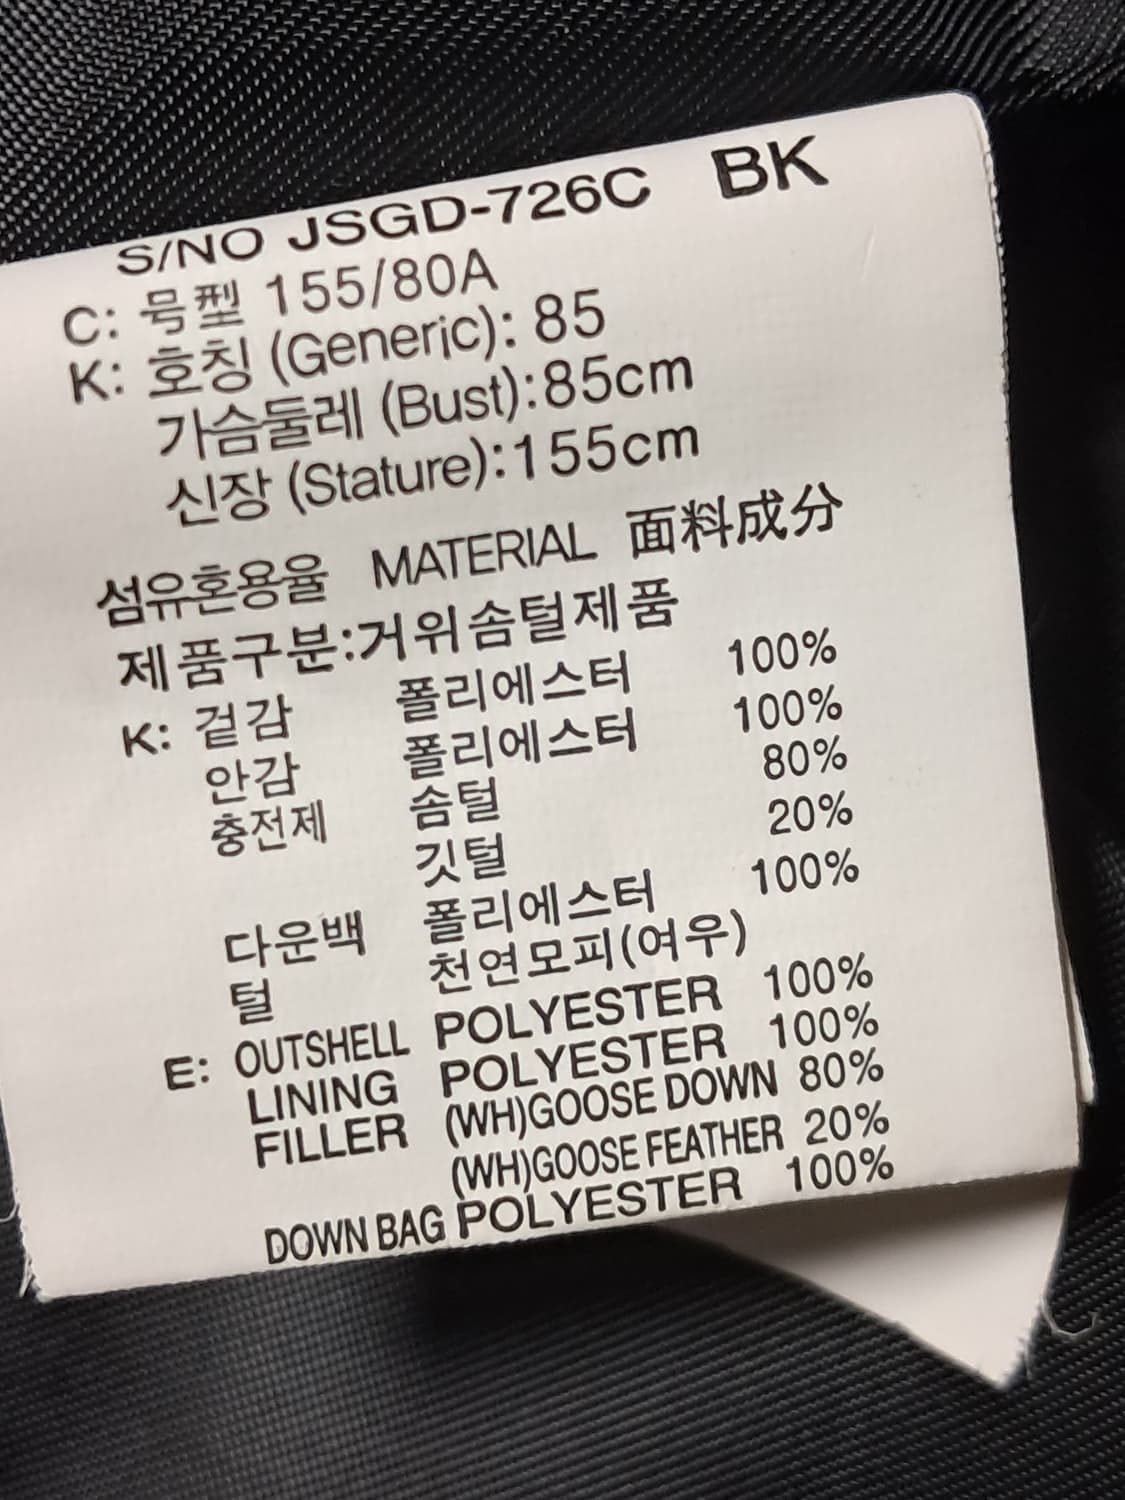 S/NO JSGD-726C BK
C: 号型 155/80A
K: 호칭 (Generic): 85
가슴둘레 (Bust):85cm
신장 (Stature):155cm
섬유혼용율 MATERIAL 面料成分
제품구분:거위솜털제품
K: 겉감 폴리에스터 100%
안감 폴리에스터 100%
충전제 솜털 80%
깃털 20%
다운백 폴리에스터 100%
털 천연모피(여우)
E: OUTSHELL POLYESTER 100%
LINING POLYESTER 100%
FILLER (WH)GOOSE DOWN 80%
(WH)GOOSE FEATHER 20%
DOWN BAG POLYESTER 100%